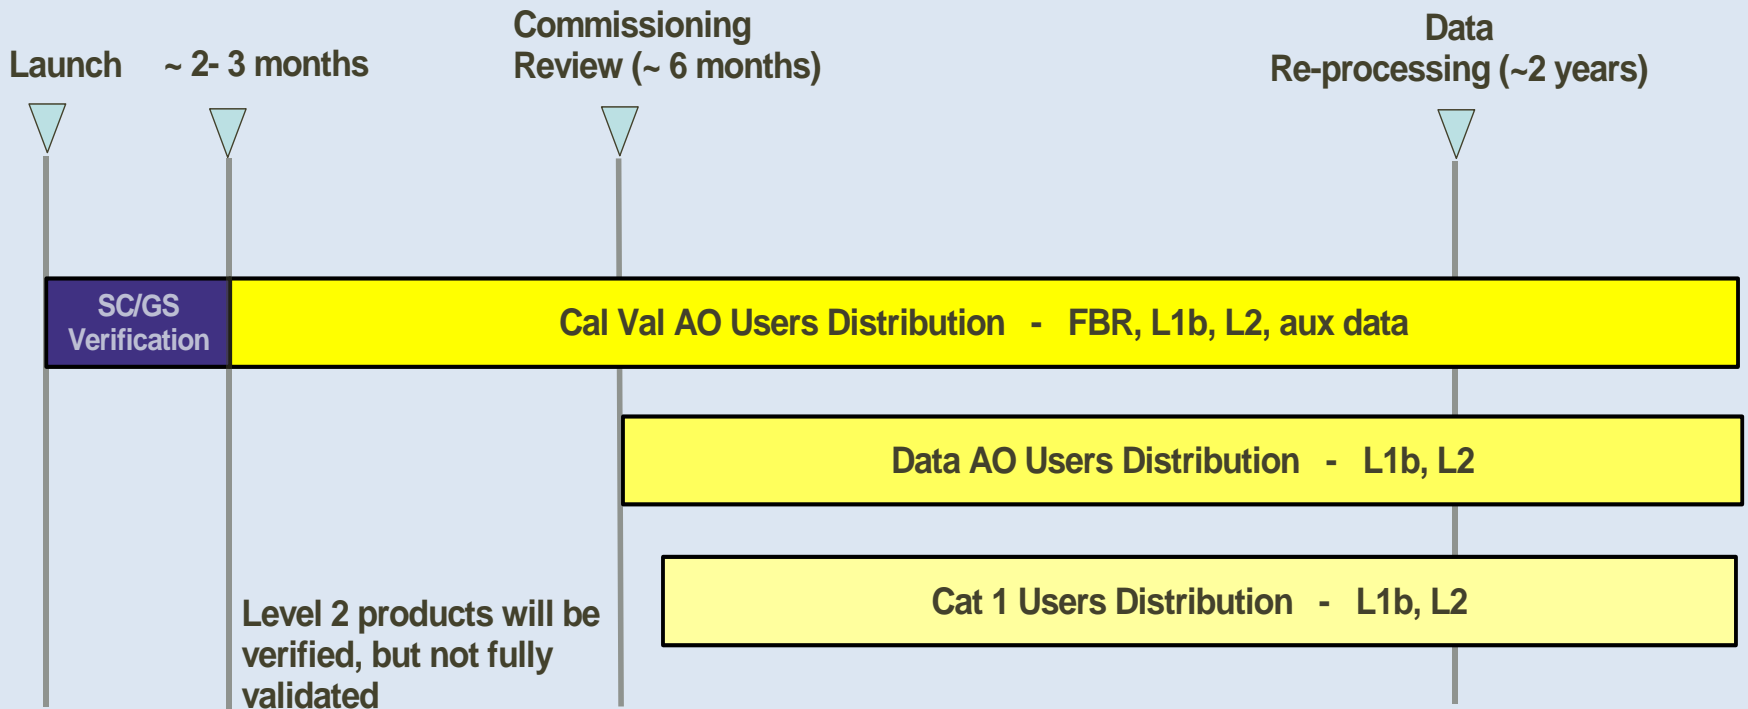 Launch
~ 2- 3 months
Commissioning
Review (~ 6 months)
Data
Re-processing (~2 years)
SC/GS
Verification
Cal Val AO Users Distribution - FBR, L1b, L2, aux data
Data AO Users Distribution - L1b, L2
Cat 1 Users Distribution - L1b, L2
Level 2 products will be
verified, but not fully
validated